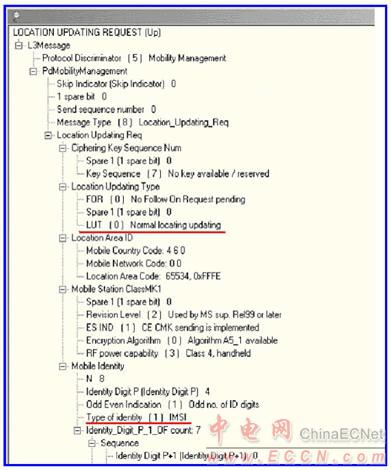 LOCATION UPDATING REQUEST (Up)
L3Message
Protocol Discriminator ( 5 ) Mobility Management
PdMobilityManagement
Skip Indicator (Skip Indicator) 0
1 spare bit 0
Send sequence number 0
Message Type ( 8 ) Location_Updating_Req
Location Updating Req
Ciphering Key Sequence Num
Spare 1 (1 spare bit) 0
Key Sequence ( 7 ) No key available / reserved
Location Updating Type
FOR ( 0 ) No Follow On Request pending
Spare 1 (1 spare bit) 0
LUT ( 0 ) Normal locating updating
Location Area ID
Mobile Country Code: 4 6 0
Mobile Network Code: 0 0
Location Area Code: 65534, 0xFFFE
Mobile Station ClassMK1
Spare 1 (1 spare bit) 0
Revision Level ( 2 ) Used by MS sup. Rel99 or later
ES IND ( 1 ) CE CMK sending is implemented
Encryption Algorithm ( 0 ) Algorithm A5_1 available
RF power capability ( 3 ) Class 4, handheld
Mobile Identity
N 8
Identity Digit P (Identity Digit P) 4
Odd Even Indication ( 1 ) Odd no. of ID digits
Type of identity ( 1 ) IMSI
Identity_Digit_P_1_OF count: 7
Sequence
Identity Digit P+1 (Identity Digit P+1) 0
中电网 ChinaECNet
.com.cn